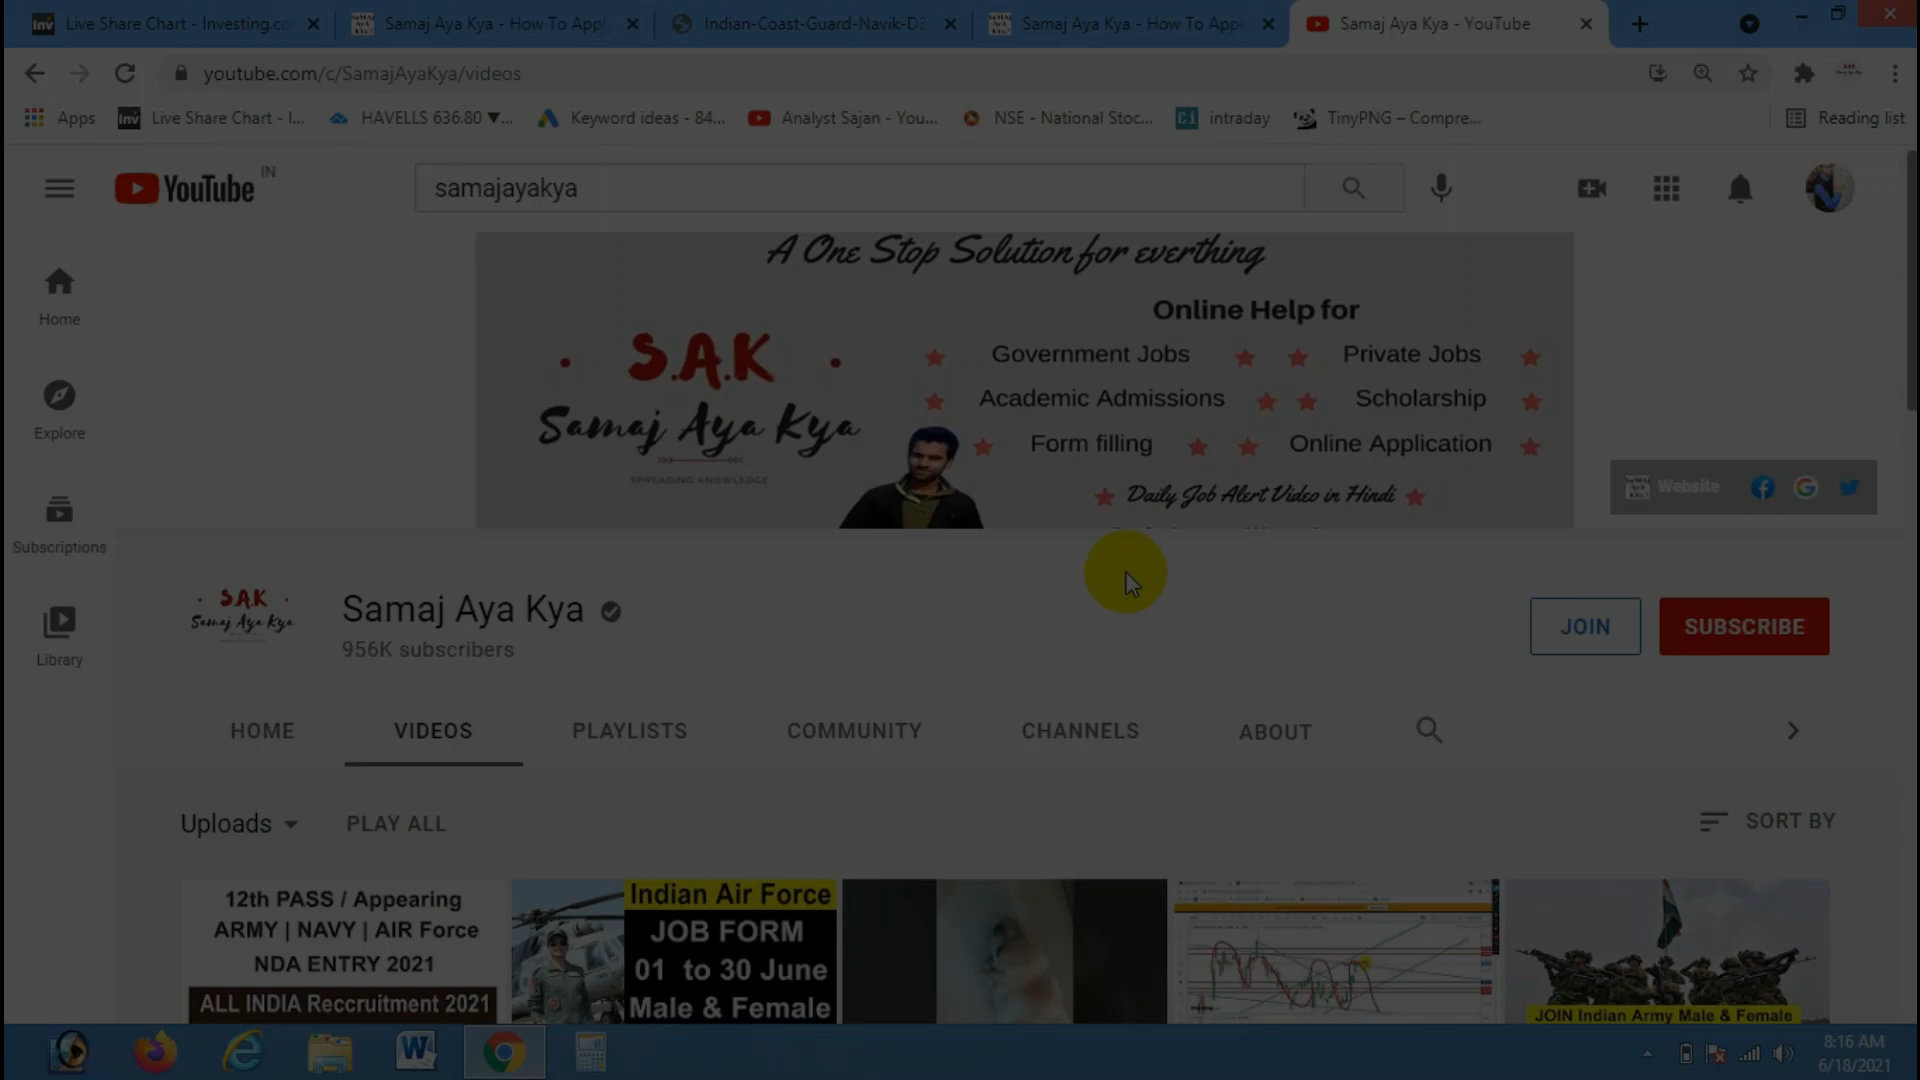 Live Share Chart - Investing.co
Samaj Aya Kya - How To Appl
Indian-Coast-Guard-Navik-D3
Samaj Aya Kya - How To Appl
Samaj Aya Kya - YouTube
youtube.com/c/SamajAyaKya/videos
Apps
Live Share Chart - I...
HAVELLS 636.80 ▼...
Keyword ideas - 84...
Analyst Sajan - You...
NSE - National Stoc...
intraday
TinyPNG – Compre...
Reading list
YouTube IN
samajayakya
Home
Explore
Subscriptions
Library
A One Stop Solution for everthing
Online Help for
S.A.K
Samaj Aya Kya
SPREADING KNOWLEDGE
Government Jobs
Private Jobs
Academic Admissions
Scholarship
Form filling
Online Application
Daily Job Alert Video in Hindi
Website
S.A.K
Samaj Aya Kya
Samaj Aya Kya
956K subscribers
JOIN
SUBSCRIBE
HOME
VIDEOS
PLAYLISTS
COMMUNITY
CHANNELS
ABOUT
Uploads
PLAY ALL
SORT BY
12th PASS / Appearing
ARMY | NAVY | AIR Force
NDA ENTRY 2021
ALL INDIA Reccruitment 2021
Indian Air Force
JOB FORM
01 to 30 June
Male & Female
JOIN Indian Army Male & Female
8:16 AM
6/18/2021